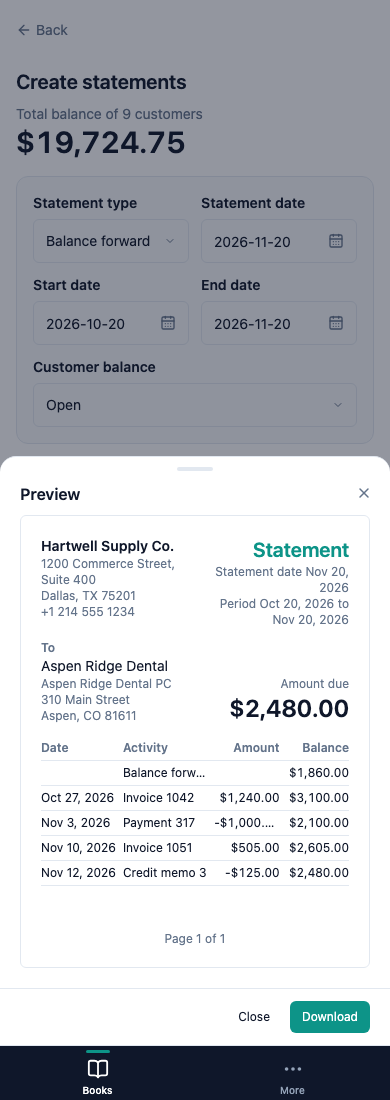 Back
Create statements
Total balance of 9 customers
$19,724.75
Statement type
Statement date
Balance forward
2026-11-20
Start date
End date
2026-10-20
2026-11-20
Customer balance
Open
Preview
Hartwell Supply Co.
1200 Commerce Street,
Suite 400
Dallas, TX 75201
+1 214 555 1234
Statement
Statement date Nov 20,
2026
Period Oct 20, 2026 to
Nov 20, 2026
To
Aspen Ridge Dental
Aspen Ridge Dental PC
310 Main Street
Aspen, CO 81611
Amount due
$2,480.00
Date Activity Amount Balance
Balance forw... $1,860.00
Oct 27, 2026 Invoice 1042 $1,240.00 $3,100.00
Nov 3, 2026 Payment 317 -$1,000.... $2,100.00
Nov 10, 2026 Invoice 1051 $505.00 $2,605.00
Nov 12, 2026 Credit memo 3 -$125.00 $2,480.00
Page 1 of 1
Close
Download
Books
More